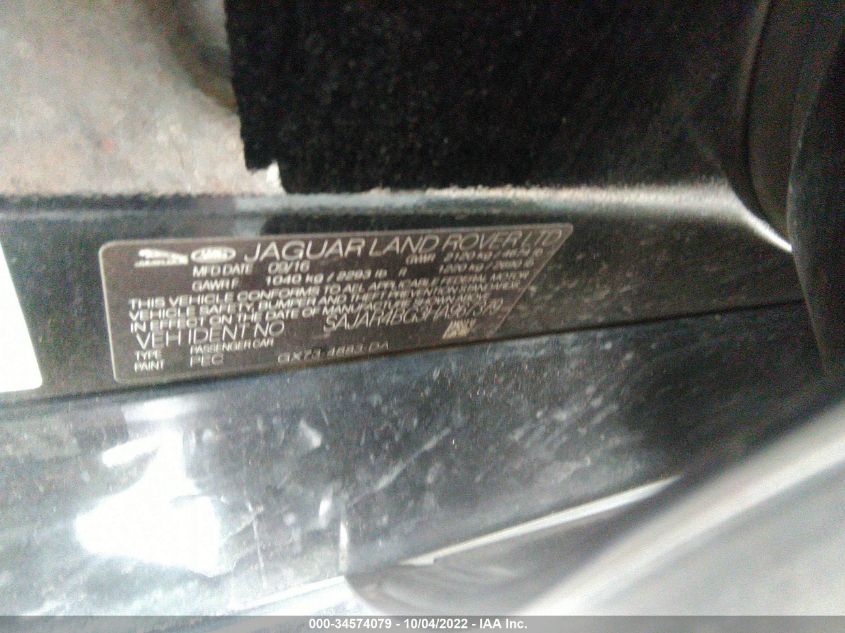 JAGUAR LAND ROVER LTD
MFD DATE 09/16 GVWR 2120 kg / 4674 lb
GAWR F 1040 kg / 2293 lb R 1220 kg /
THIS VEHICLE CONFORMS TO ALL APPLICABLE FEDERAL MOTOR
VEHICLE SAFETY, BUMPER AND THEFT PREVENTION STANDARDS
IN EFFECT ON THE DATE OF MANUFACTURE SHOWN ABOVE
VEH IDENT NO
TYPE PASSENGER CAR
PAINT PEC GX73-4883-DA
000-34574079 - 10/04/2022 - IAA Inc.